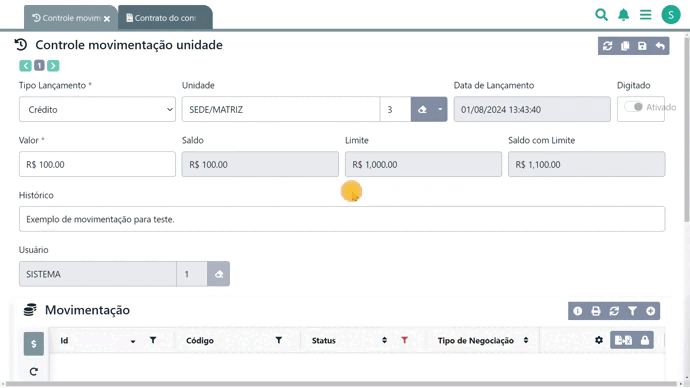 Controle movim
Contrato do con
S
Controle movimentação unidade
1
Tipo Lançamento *
Unidade
Data de Lançamento
Digitado
Crédito
SEDE/MATRIZ
3
01/08/2024 13:43:40
Ativado
Valor *
Saldo
Limite
Saldo com Limite
R$ 100.00
R$ 100.00
R$ 1,000.00
R$ 1,100.00
Histórico
Exemplo de movimentação para teste.
Usuário
SISTEMA
1
Movimentação
$
Id
Código
Status
Tipo de Negociação